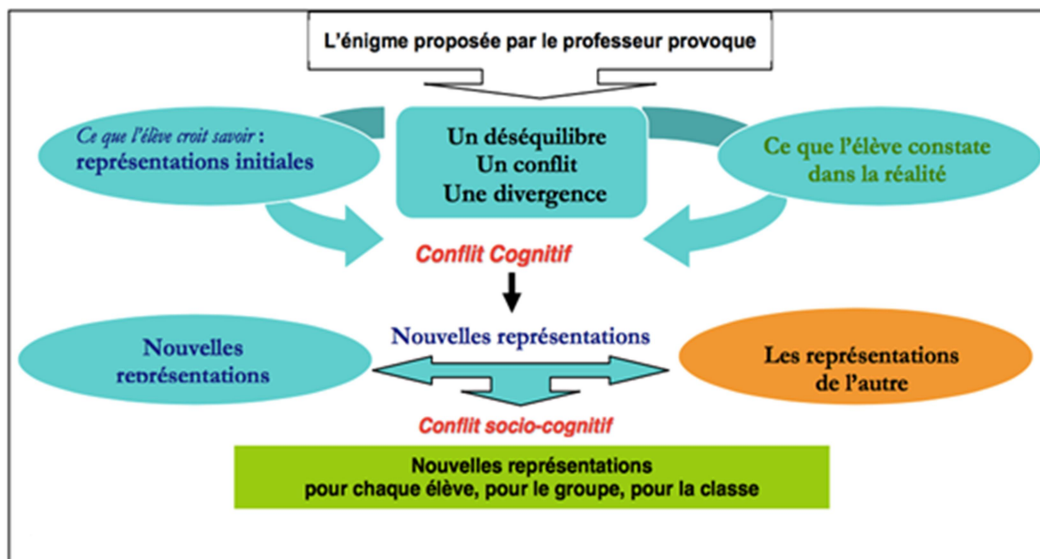 L'énigme proposée par le professeur provoque
Ce que l'élève croit savoir :
représentations initiales
Un déséquilibre
Un conflit
Une divergence
Ce que l'élève constate
dans la réalité
Conflit Cognitif
Nouvelles représentations
Nouvelles
représentations
Les représentations
de l'autre
Conflit socio-cognitif
Nouvelles représentations
pour chaque élève, pour le groupe, pour la classe